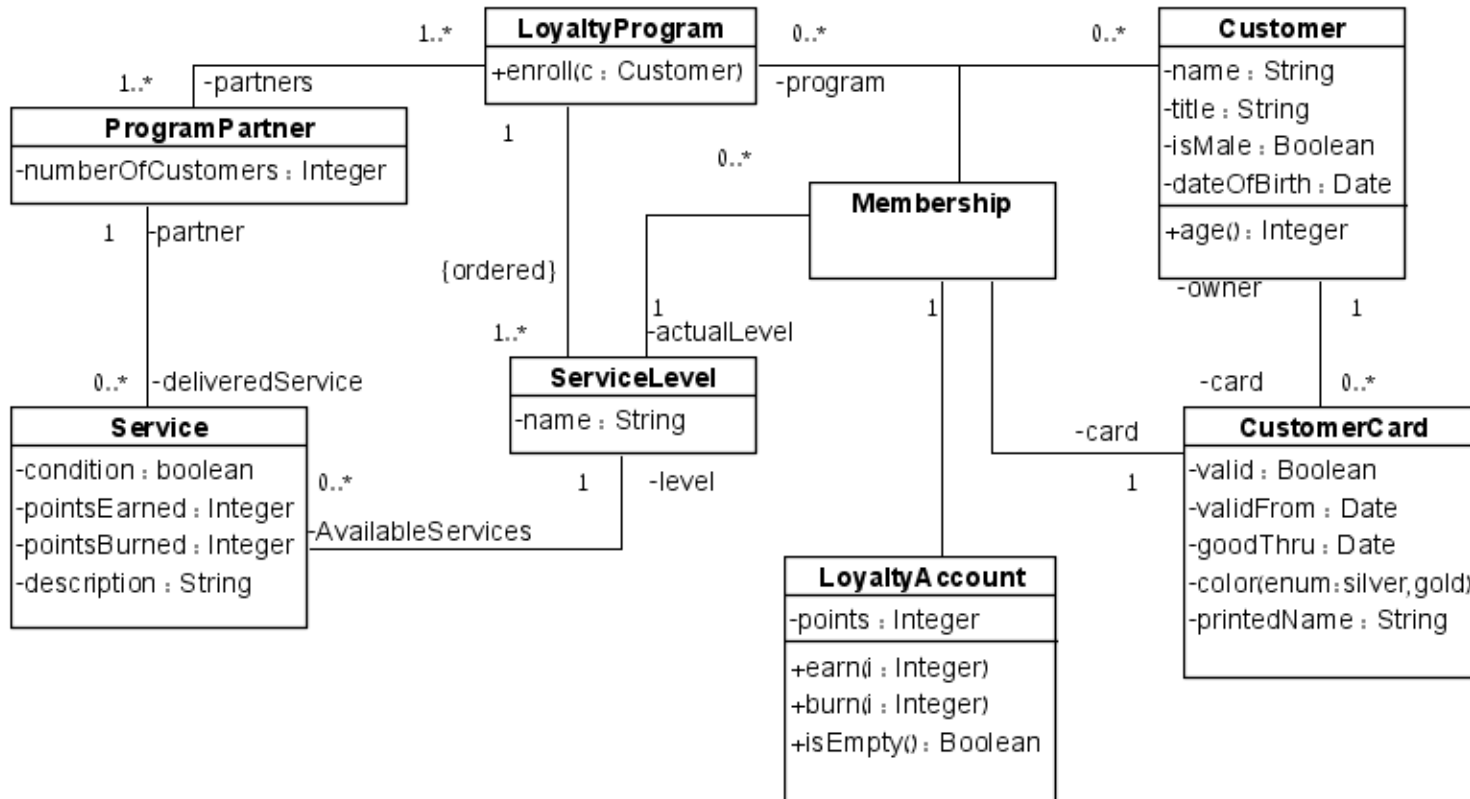 1..*
LoyaltyProgram
0..*
0..*
Customer
+enroll(c : Customer)
-name : String
1..*
-partners
-program
-title : String
ProgramPartner
1
-isMale : Boolean
-numberOfCustomers : Integer
0..*
-dateOfBirth : Date
Membership
1
-partner
+age() : Integer
{ordered}
-owner
1
1
1
1..*
-actualLevel
0..*
-deliveredService
ServiceLevel
-card
0..*
Service
-name : String
-card
CustomerCard
-condition : boolean
0..*
1
-level
1
-valid : Boolean
-pointsEarned : Integer
-validFrom : Date
-pointsBurned : Integer
-AvailableServices
-goodThru : Date
-description : String
LoyaltyAccount
-color(enum:silver,gold)
-points : Integer
-printedName : String
+earn(i : Integer)
+burn(i : Integer)
+isEmpty() : Boolean